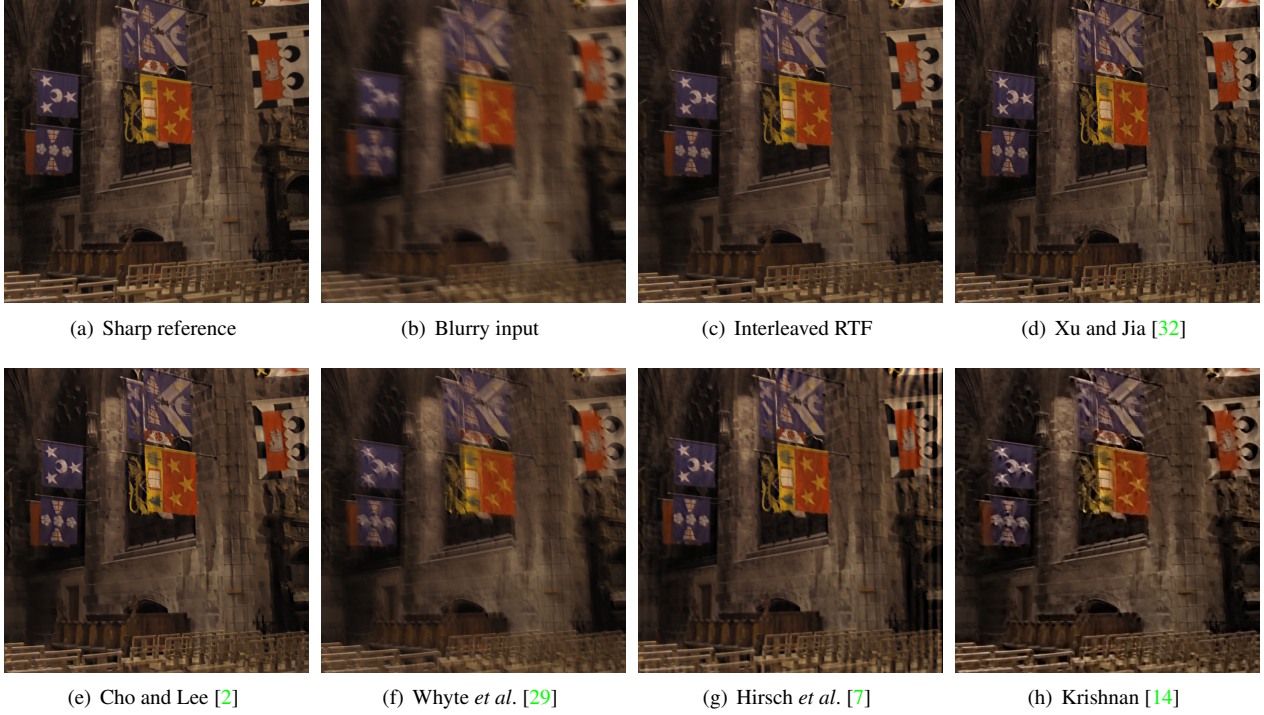 (a) Sharp reference
(b) Blurry input
(c) Interleaved RTF
(d) Xu and Jia [32]
(e) Cho and Lee [2]
(f) Whyte et al. [29]
(g) Hirsch et al. [7]
(h) Krishnan [14]